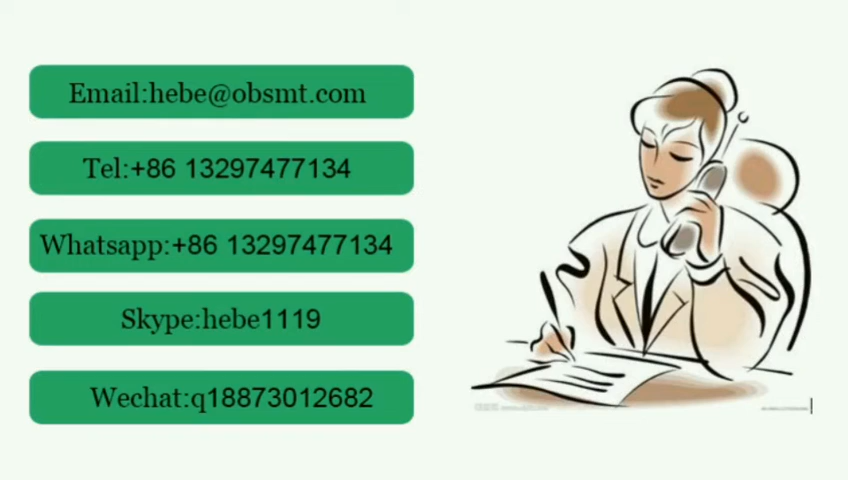 Email:hebe@obsmt.com
Tel:+86 13297477134
Whatsapp:+86 13297477134
Skype:hebe1119
Wechat:q18873012682